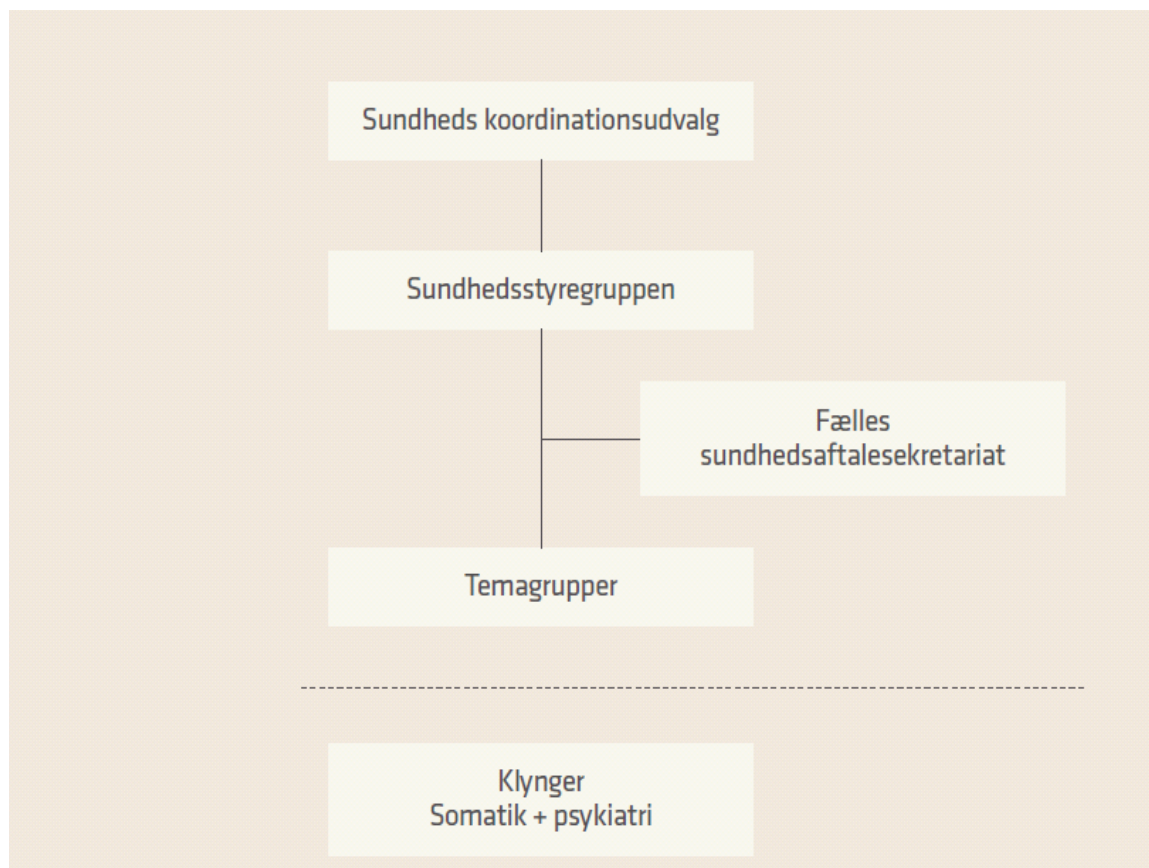 Sundheds koordinationsudvalg
Sundhedsstyregruppen
Fælles
sundhedsaftalesekretariat
Temagrupper
Klynger
Somatik + psykiatri